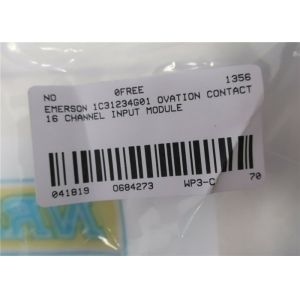 NO 0FREE 1356
EMERSON 1C31234G01 OVATION CONTACT
16 CHANNEL INPUT MODULE
041819 0684273 WP3-C 70